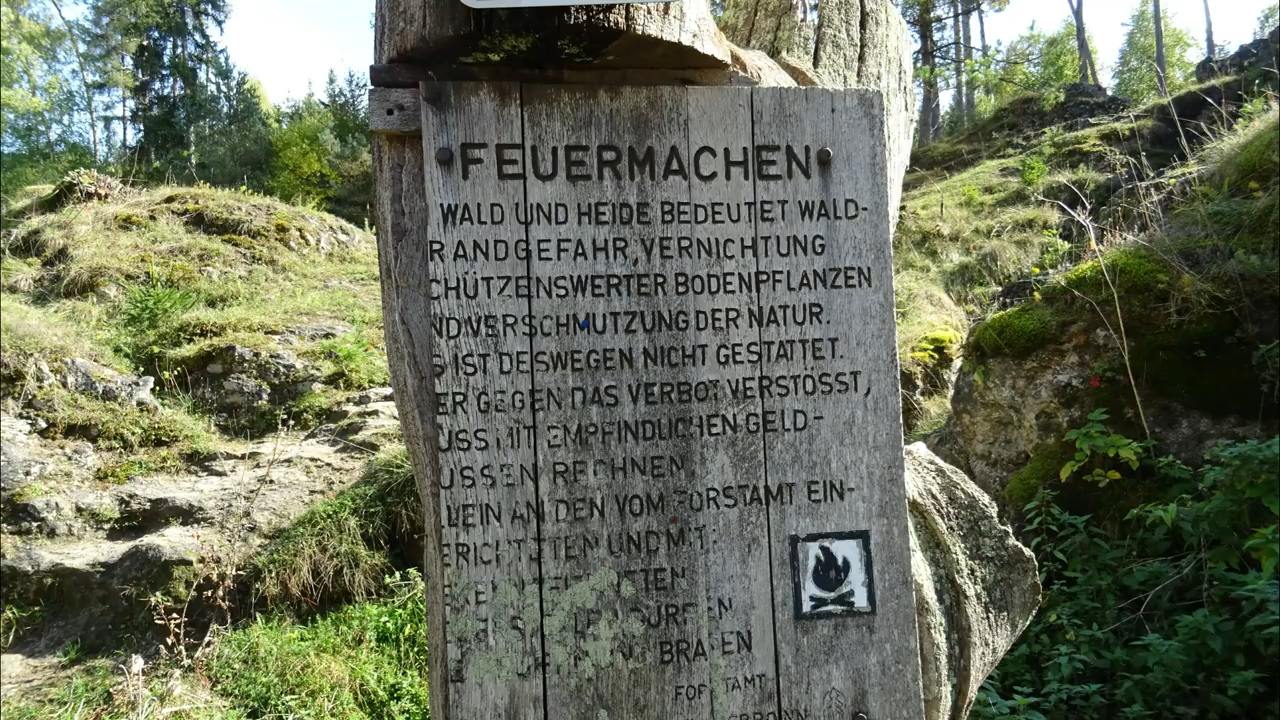 FEUERMACHEN
WALD UND HEIDE BEDEUTET WALD-
RANDGEFAHR, VERNICHTUNG
CHÜTZENSWERTER BODENPFLANZEN
ND VERSCHMUTZUNG DER NATUR.
S IST DESWEGEN NICHT GESTATTET.
ER GEGEN DAS VERBOT VERSTÖSST,
USS MIT EMPFINDLICHEN GELD-
USSEN RECHNEN
LLEIN AN DEN VOM FORSTAMT EIN-
ERICHTETEN UND MIT:
BRATEN
FORSTAMT